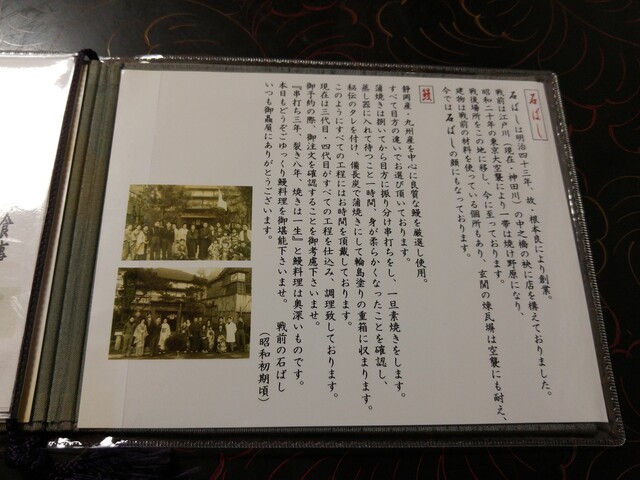 石ばし
石ばしは明治四十三年、故・根本良により創業。
戦前は江戸川（現在 神田川）の中之橋の袂に店を構えておりました。
昭和二十年の東京大空襲により一帯は焼け野原になり、
戦後場所をこの地に移し、今に至っております。
建物は戦前の材料を使っている個所もあり、玄関の煉瓦塀は空襲にも耐え、
今では石ばしの顔にもなっております。
鰻
静岡産・九州産を中心に良質な鰻を厳選し使用。
すべて目方の違いでお選び頂いております。
蒲焼きは捌いてから目方に振り分け串打ちをし、一旦素焼きをします。
蒸し器に入れて待つこと一時間、身が柔らかくなったことを確認し、
秘伝のタレを付け、備長炭で蒲焼きにして輪島塗りの重箱に収まります。
このようにすべての工程にはお時間を頂戴しております。
現在は三代目・四代目がすべての工程を仕込み、調理致しております。
御予約の際、御注文を確認することを御考慮下さいませ。
『串打ち三年、裂き八年、焼きは一生』と鰻料理は奥深いものです。
本日もどうぞごゆっくり鰻料理を御堪能下さいませ。
いつも御贔屓にありがとうございます。
戦前の石ばし
（昭和初期頃）